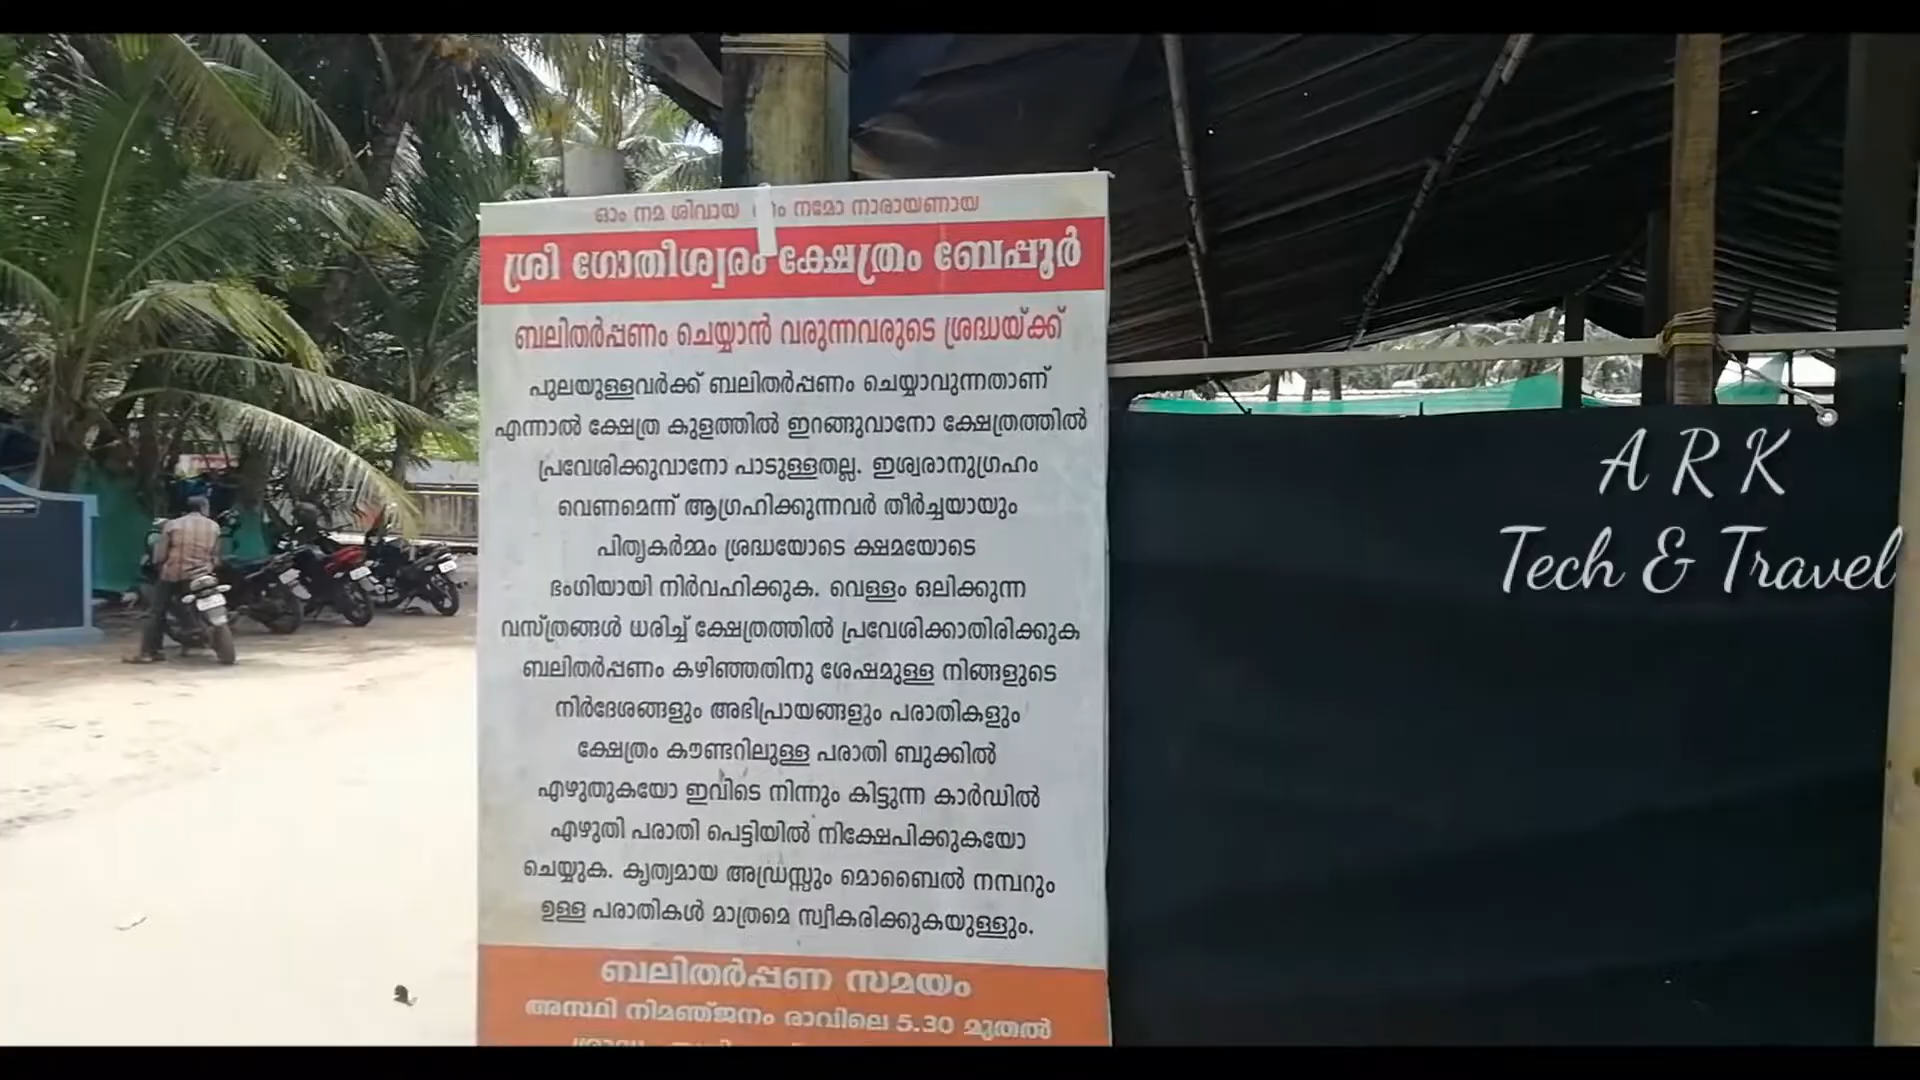 ഓം നമ ശിവായ നമോ നാരായണായ
ശ്രീ ഗോതീശ്വരം ക്ഷേത്രം ബേപ്പൂർ
ബലിതർപ്പണം ചെയ്യാൻ വരുന്നവരുടെ ശ്രദ്ധയ്ക്ക്
പുലയുള്ളവർക്ക് ബലിതർപ്പണം ചെയ്യാവുന്നതാണ്
എന്നാൽ ക്ഷേത്ര കുളത്തിൽ ഇറങ്ങുവാനോ ക്ഷേത്രത്തിൽ
പ്രവേശിക്കുവാനോ പാടുള്ളതല്ല. ഇശ്വരാനുഗ്രഹം
വെണമെന്ന് ആഗ്രഹിക്കുന്നവർ തീർച്ചയായും
പിതൃകർമ്മം ശ്രദ്ധയോടെ ക്ഷമയോടെ
ഭംഗിയായി നിർവഹിക്കുക. വെള്ളം ഒലിക്കുന്ന
വസ്ത്രങ്ങൾ ധരിച്ച് ക്ഷേത്രത്തിൽ പ്രവേശിക്കാതിരിക്കുക
ബലിതർപ്പണം കഴിഞ്ഞതിനു ശേഷമുള്ള നിങ്ങളുടെ
നിർദേശങ്ങളും അഭിപ്രായങ്ങളും പരാതികളും
ക്ഷേത്രം കൗണ്ടറിലുള്ള പരാതി ബുക്കിൽ
എഴുതുകയോ ഇവിടെ നിന്നും കിട്ടുന്ന കാർഡിൽ
എഴുതി പരാതി പെട്ടിയിൽ നിക്ഷേപിക്കുകയോ
ചെയ്യുക. കൃത്യമായ അഡ്രസ്സും മൊബൈൽ നമ്പറും
ഉള്ള പരാതികൾ മാത്രമെ സ്വീകരിക്കുകയുള്ളും.
ബലിതർപ്പണ സമയം
അസ്ഥി നിമഞ്ജനം രാവിലെ 5.30 മുതൽ
A R K
Tech & Travel